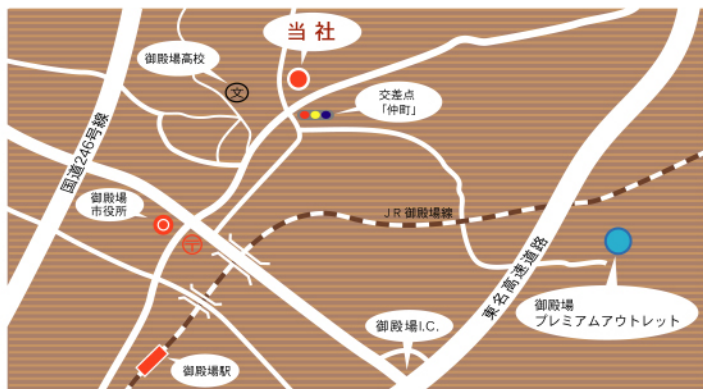 当社
御殿場高校
文
交差点
「仲町」
国道246号線
御殿場
市役所
〒
JR御殿場線
東名高速道路
御殿場
プレミアムアウトレット
御殿場I.C.
御殿場駅